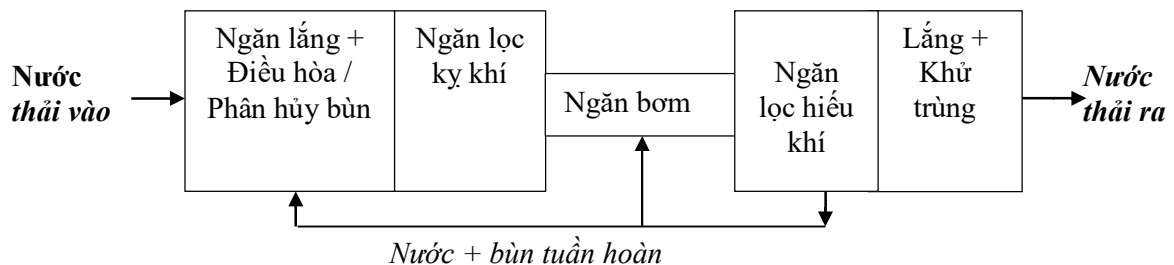 Nước
thải vào
Ngăn lắng +
Điều hòa /
Phân hủy bùn
Ngăn lọc
kỵ khí
Ngăn bơm
Ngăn
lọc hiếu
khí
Lắng +
Khử
trùng
Nước
thải ra
Nước + bùn tuần hoàn